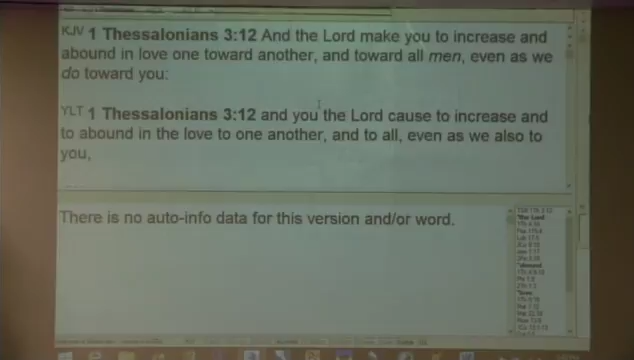 KJV 1 Thessalonians 3:12 And the Lord make you to increase and
abound in love one toward another, and toward all men, even as we
do toward you:
YLT 1 Thessalonians 3:12 and you the Lord cause to increase and
to abound in the love to one another, and to all, even as we also to
you,
There is no auto-info data for this version and/or word.